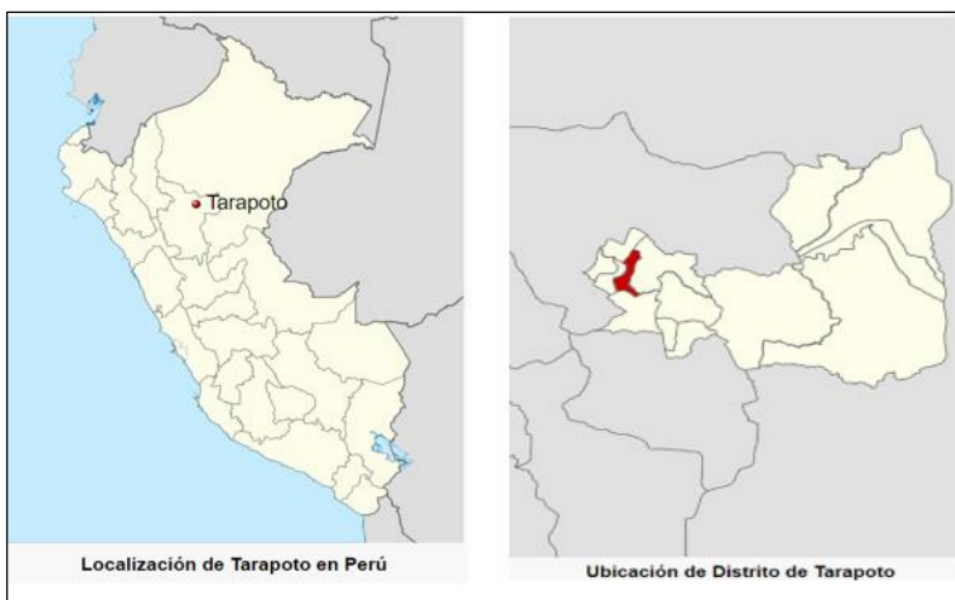 Tarapoto
Localización de Tarapoto en Perú
Ubicación de Distrito de Tarapoto